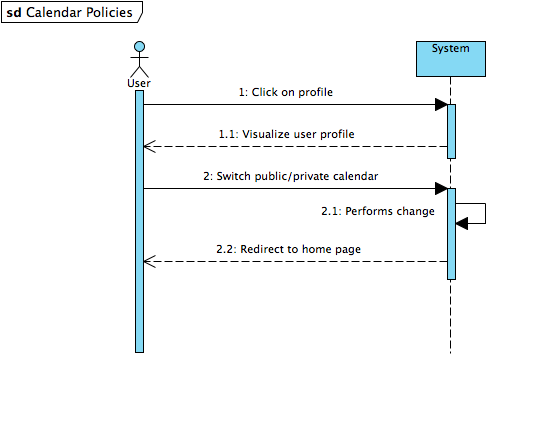 sd Calendar Policies
System
User
1: Click on profile
1.1: Visualize user profile
2: Switch public/private calendar
2.1: Performs change
2.2: Redirect to home page